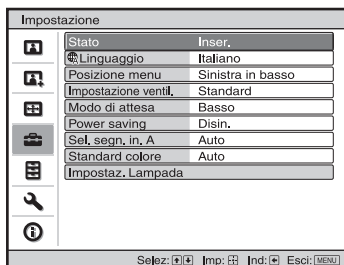 Impostazione
Stato Inser.
Linguaggio Italiano
Posizione menu Sinistra in basso
Impostazione ventil. Standard
Modo di attesa Basso
Power saving Disin.
Sel. segn. in. A Auto
Standard colore Auto
Impostaz. Lampada
Selez: Imp: Ind: Esci: MENU